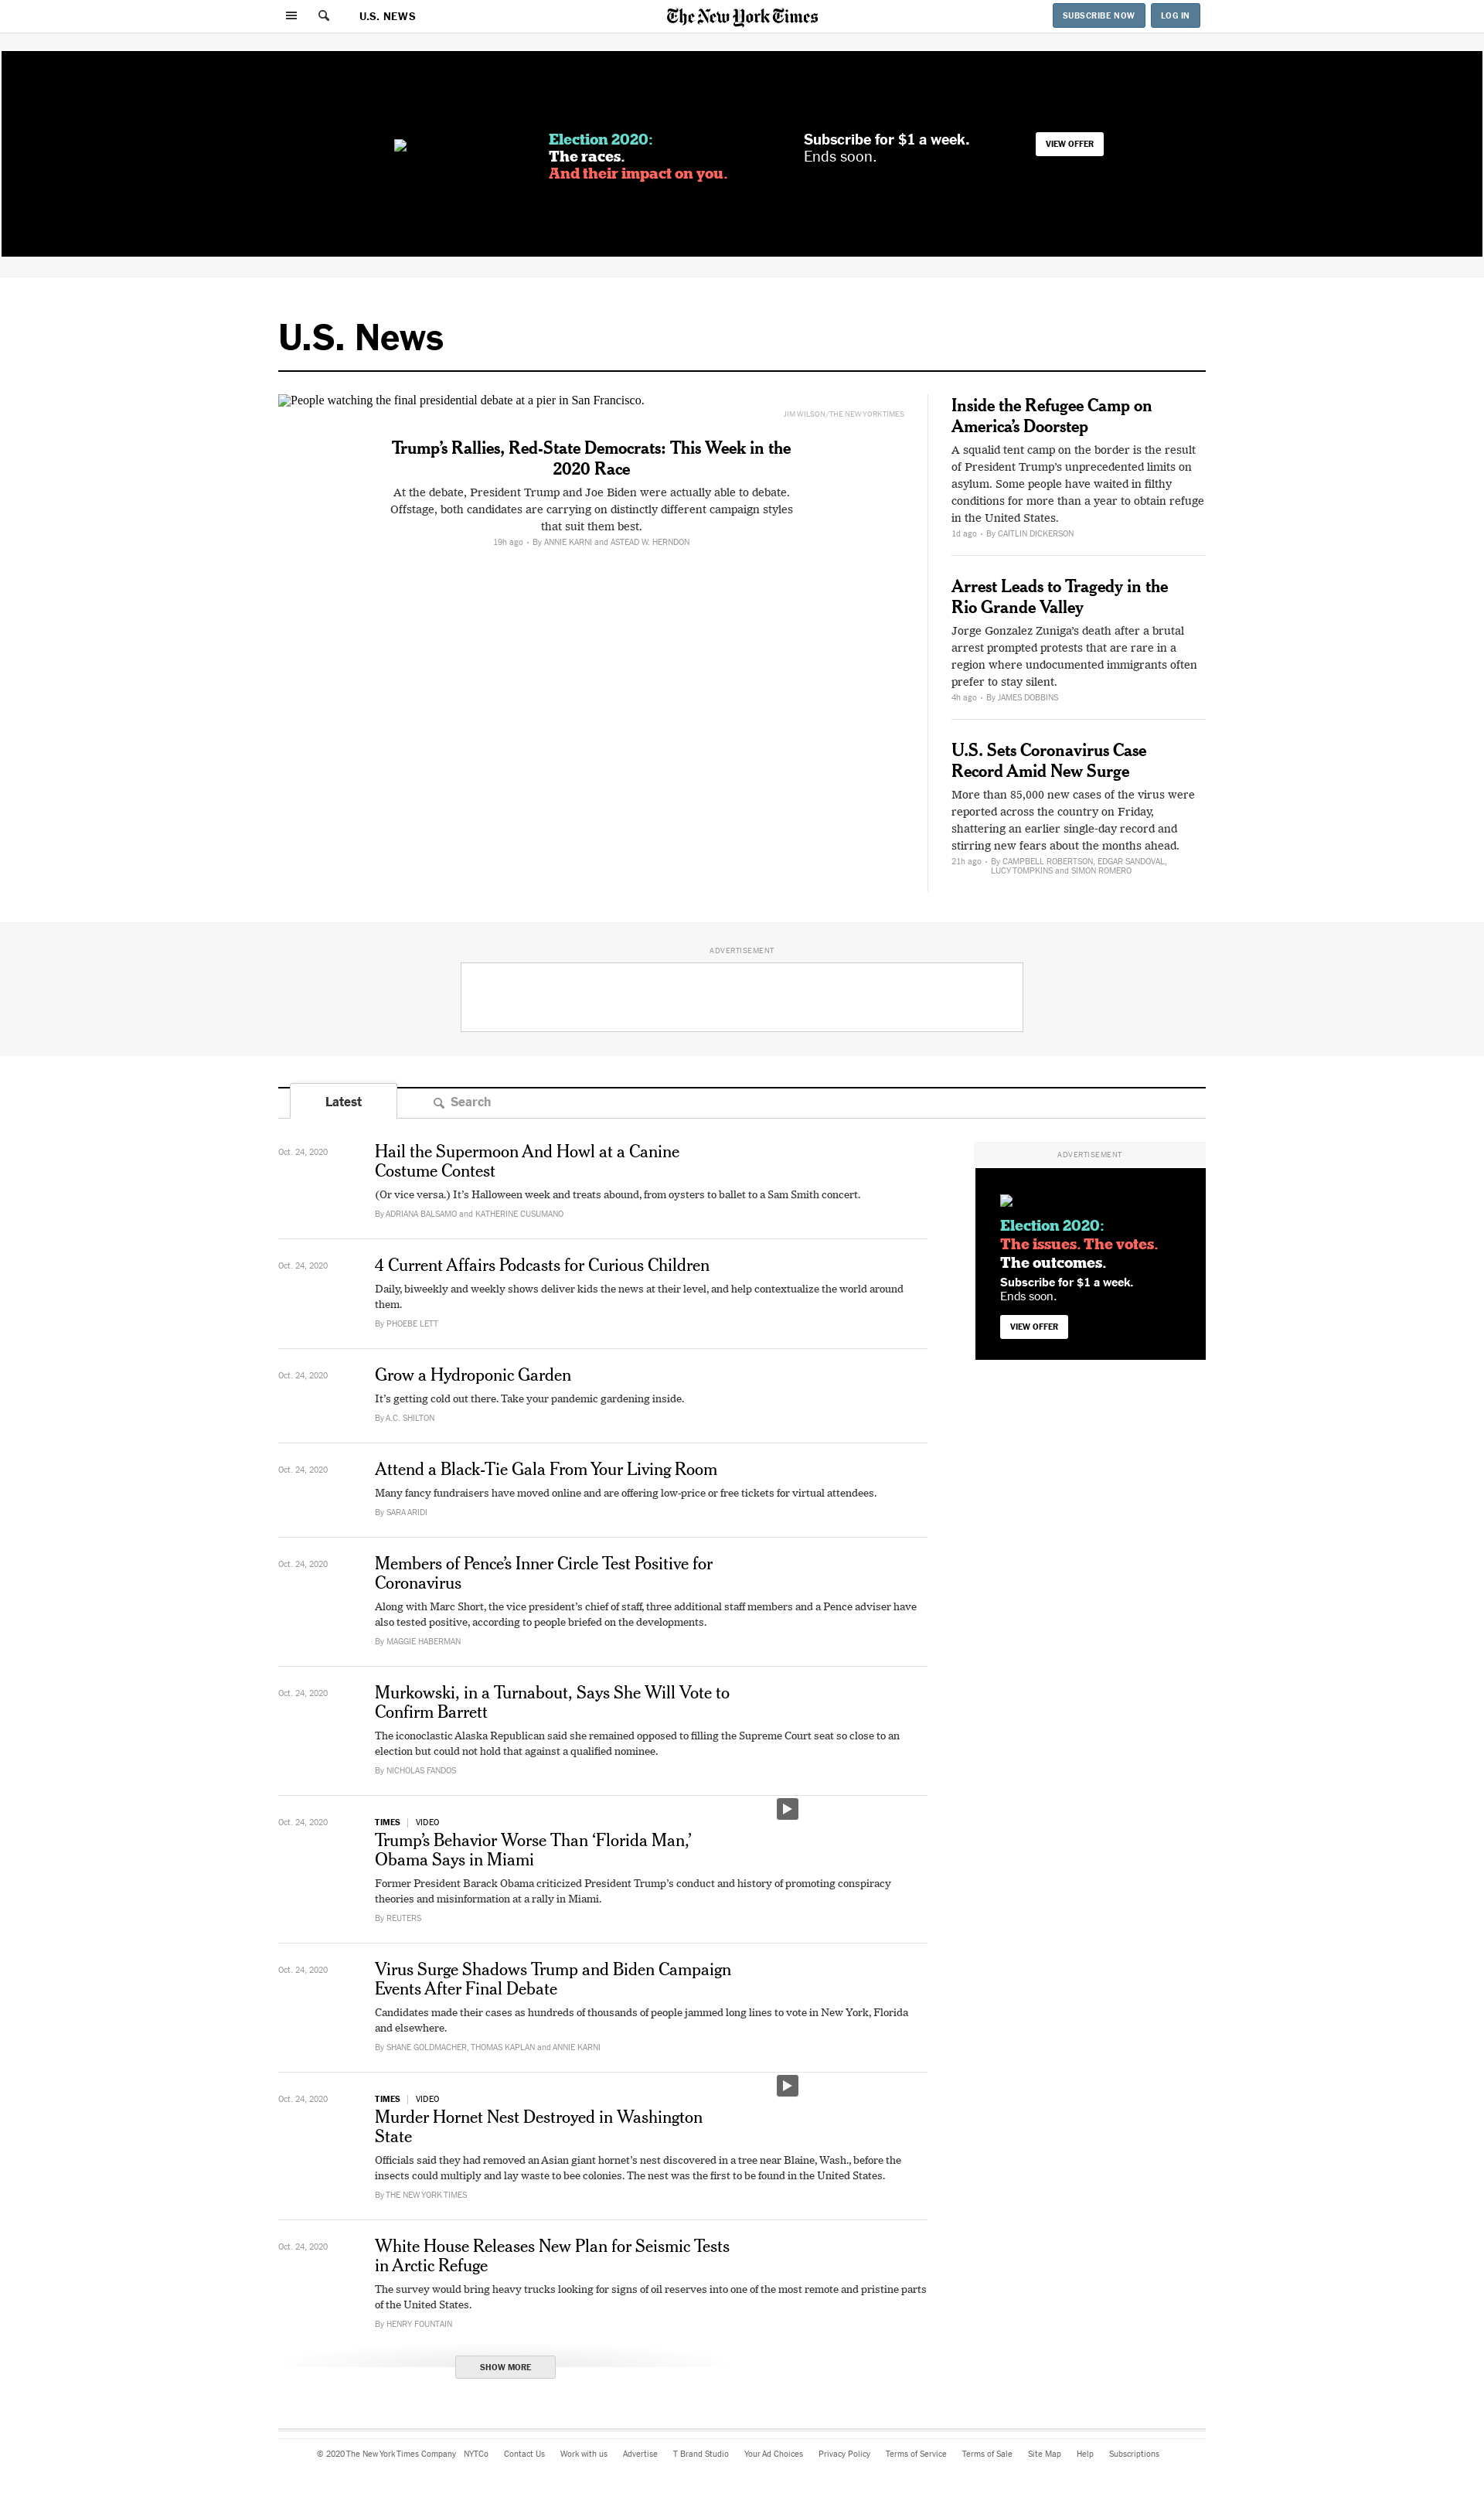 U.S. NEWS
The New York Times
SUBSCRIBE NOW
LOG IN
Election 2020:
The races.
And their impact on you.
Subscribe for $1 a week.
Ends soon.
VIEW OFFER
U.S. News
People watching the final presidential debate at a pier in San Francisco.
JIM WILSON/THE NEW YORK TIMES
Trump’s Rallies, Red-State Democrats: This Week in the
2020 Race
At the debate, President Trump and Joe Biden were actually able to debate.
Offstage, both candidates are carrying on distinctly different campaign styles
that suit them best.
19h ago • By ANNIE KARNI and ASTEAD W. HERNDON
Inside the Refugee Camp on
America’s Doorstep
A squalid tent camp on the border is the result
of President Trump’s unprecedented limits on
asylum. Some people have waited in filthy
conditions for more than a year to obtain refuge
in the United States.
1d ago • By CAITLIN DICKERSON
Arrest Leads to Tragedy in the
Rio Grande Valley
Jorge Gonzalez Zuniga’s death after a brutal
arrest prompted protests that are rare in a
region where undocumented immigrants often
prefer to stay silent.
4h ago • By JAMES DOBBINS
U.S. Sets Coronavirus Case
Record Amid New Surge
More than 85,000 new cases of the virus were
reported across the country on Friday,
shattering an earlier single-day record and
stirring new fears about the months ahead.
21h ago • By CAMPBELL ROBERTSON, EDGAR SANDOVAL,
LUCY TOMPKINS and SIMON ROMERO
ADVERTISEMENT
Latest
Search
Oct. 24, 2020
Hail the Supermoon And Howl at a Canine
Costume Contest
(Or vice versa.) It’s Halloween week and treats abound, from oysters to ballet to a Sam Smith concert.
By ADRIANA BALSAMO and KATHERINE CUSUMANO
Oct. 24, 2020
4 Current Affairs Podcasts for Curious Children
Daily, biweekly and weekly shows deliver kids the news at their level, and help contextualize the world around
them.
By PHOEBE LETT
Oct. 24, 2020
Grow a Hydroponic Garden
It’s getting cold out there. Take your pandemic gardening inside.
By A.C. SHILTON
Oct. 24, 2020
Attend a Black-Tie Gala From Your Living Room
Many fancy fundraisers have moved online and are offering low-price or free tickets for virtual attendees.
By SARA ARIDI
Oct. 24, 2020
Members of Pence’s Inner Circle Test Positive for
Coronavirus
Along with Marc Short, the vice president’s chief of staff, three additional staff members and a Pence adviser have
also tested positive, according to people briefed on the developments.
By MAGGIE HABERMAN
Oct. 24, 2020
Murkowski, in a Turnabout, Says She Will Vote to
Confirm Barrett
The iconoclastic Alaska Republican said she remained opposed to filling the Supreme Court seat so close to an
election but could not hold that against a qualified nominee.
By NICHOLAS FANDOS
Oct. 24, 2020
TIMES | VIDEO
Trump’s Behavior Worse Than ‘Florida Man,’
Obama Says in Miami
Former President Barack Obama criticized President Trump’s conduct and history of promoting conspiracy
theories and misinformation at a rally in Miami.
By REUTERS
Oct. 24, 2020
Virus Surge Shadows Trump and Biden Campaign
Events After Final Debate
Candidates made their cases as hundreds of thousands of people jammed long lines to vote in New York, Florida
and elsewhere.
By SHANE GOLDMACHER, THOMAS KAPLAN and ANNIE KARNI
Oct. 24, 2020
TIMES | VIDEO
Murder Hornet Nest Destroyed in Washington
State
Officials said they had removed an Asian giant hornet’s nest discovered in a tree near Blaine, Wash., before the
insects could multiply and lay waste to bee colonies. The nest was the first to be found in the United States.
By THE NEW YORK TIMES
Oct. 24, 2020
White House Releases New Plan for Seismic Tests
in Arctic Refuge
The survey would bring heavy trucks looking for signs of oil reserves into one of the most remote and pristine parts
of the United States.
By HENRY FOUNTAIN
SHOW MORE
ADVERTISEMENT
Election 2020:
The issues. The votes.
The outcomes.
Subscribe for $1 a week.
Ends soon.
VIEW OFFER
© 2020 The New York Times Company NYTCo Contact Us Work with us Advertise T Brand Studio Your Ad Choices Privacy Policy Terms of Service Terms of Sale Site Map Help Subscriptions